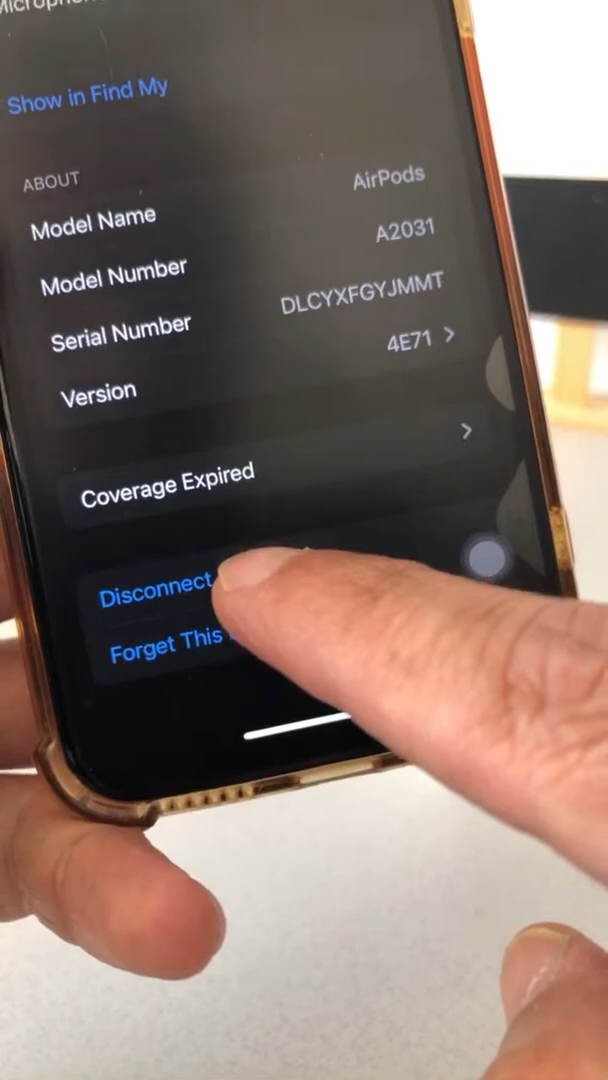 Show in Find My
ABOUT
Model Name AirPods
Model Number A2031
Serial Number DLCYXFGYJMMT
Version 4E71
Coverage Expired
Disconnect
Forget This